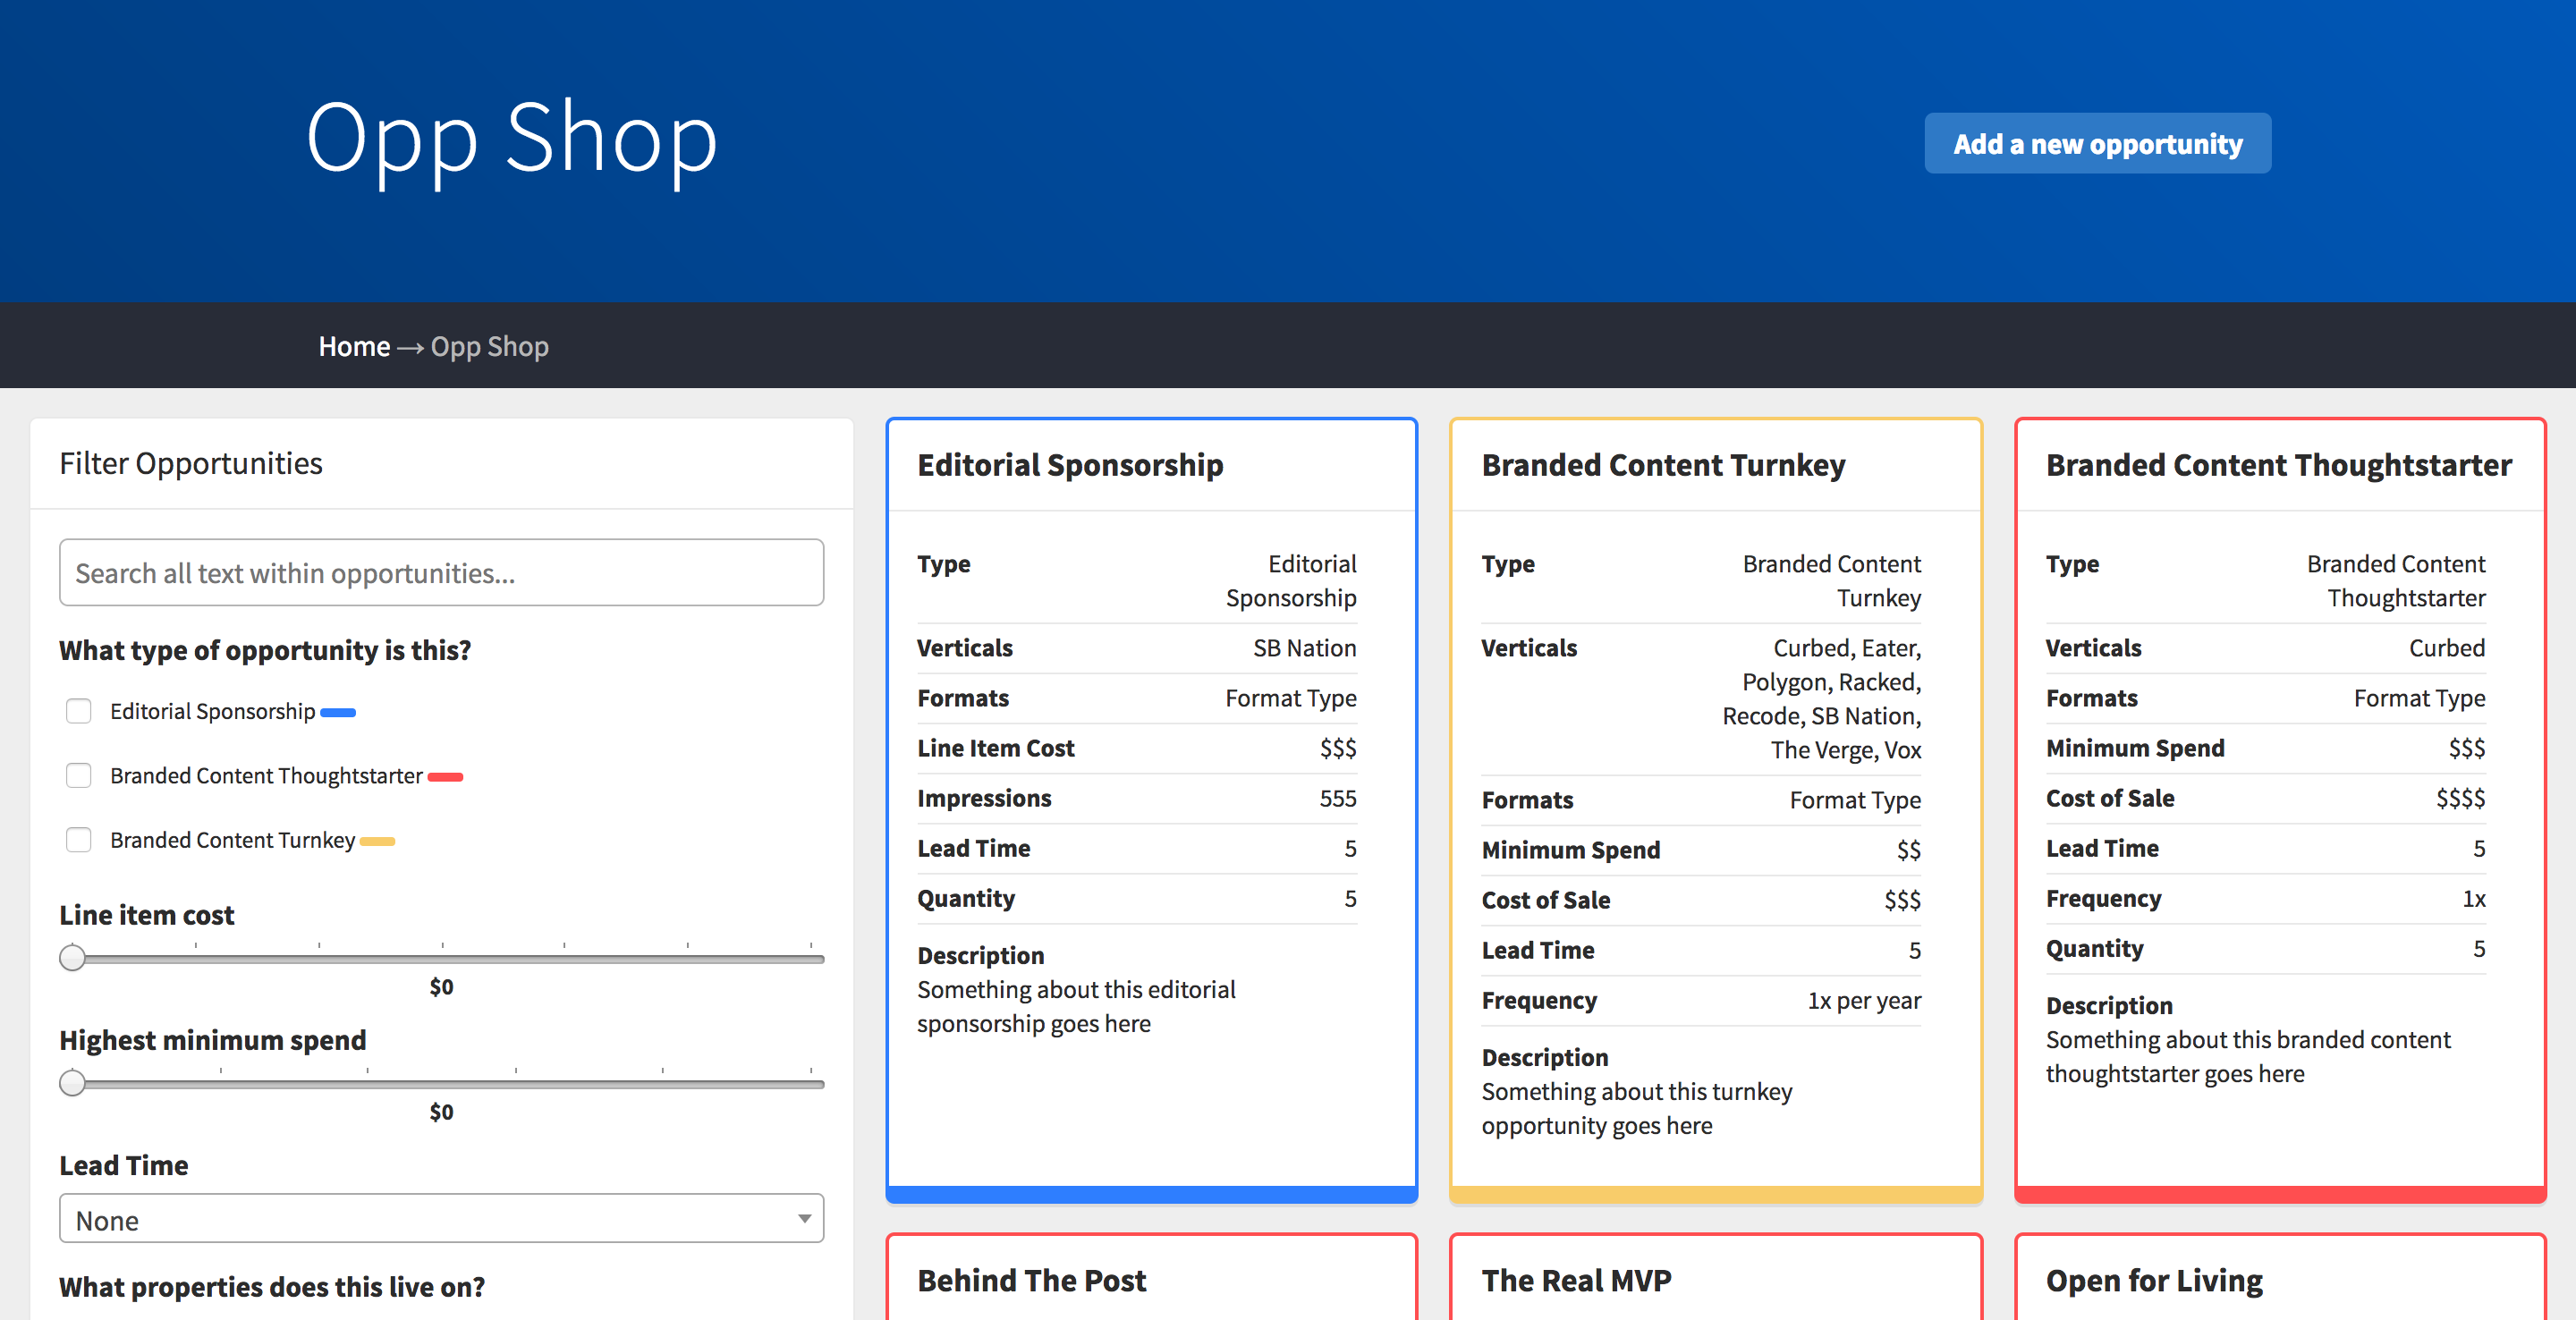 Opp Shop
Add a new opportunity
Home → Opp Shop
Filter Opportunities
Search all text within opportunities...
What type of opportunity is this?
Editorial Sponsorship
Branded Content Thoughtstarter
Branded Content Turnkey
Line item cost
$0
Highest minimum spend
$0
Lead Time
None
What properties does this live on?
Editorial Sponsorship
Type Editorial
Sponsorship
Verticals SB Nation
Formats Format Type
Line Item Cost $$$
Impressions 555
Lead Time 5
Quantity 5
Description
Something about this editorial
sponsorship goes here
Branded Content Turnkey
Type Branded Content
Turnkey
Verticals Curbed, Eater,
Polygon, Racked,
Recode, SB Nation,
The Verge, Vox
Formats Format Type
Minimum Spend $$
Cost of Sale $$$
Lead Time 5
Frequency 1x per year
Description
Something about this turnkey
opportunity goes here
Branded Content Thoughtstarter
Type Branded Content
Thoughtstarter
Verticals Curbed
Formats Format Type
Minimum Spend $$$
Cost of Sale $$$$
Lead Time 5
Frequency 1x
Quantity 5
Description
Something about this branded content
thoughtstarter goes here
Behind The Post
The Real MVP
Open for Living